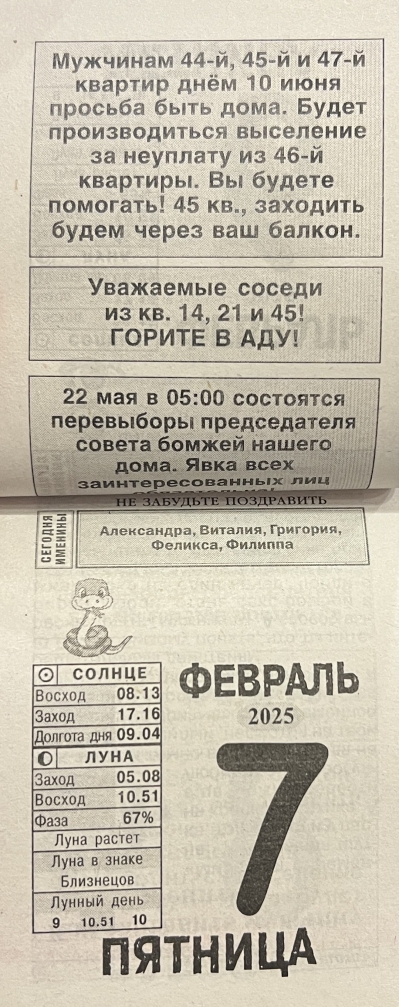 Мужчинам 44-й, 45-й и 47-й
квартир днём 10 июня
просьба быть дома. Будет
производиться выселение
за неуплату из 46-й
квартиры. Вы будете
помогать! 45 кв., заходить
будем через ваш балкон.
Уважаемые соседи
из кв. 14, 21 и 45!
ГОРИТЕ В АДУ!
22 мая в 05:00 состоятся
перевыборы председателя
совета бомжей нашего
дома. Явка всех
заинтересованных лиц
НЕ ЗАБУДЬТЕ ПОЗДРАВИТЬ
СЕГОДНЯ
ИМЕНИНЫ
Александра, Виталия, Григория,
Феликса, Филиппа
СОЛНЦЕ
Восход 08.13
Заход 17.16
Долгота дня 09.04
ЛУНА
Заход 05.08
Восход 10.51
Фаза 67%
Луна растет
Луна в знаке
Близнецов
Лунный день
9 10.51 10
ФЕВРАЛЬ
2025
7
ПЯТНИЦА